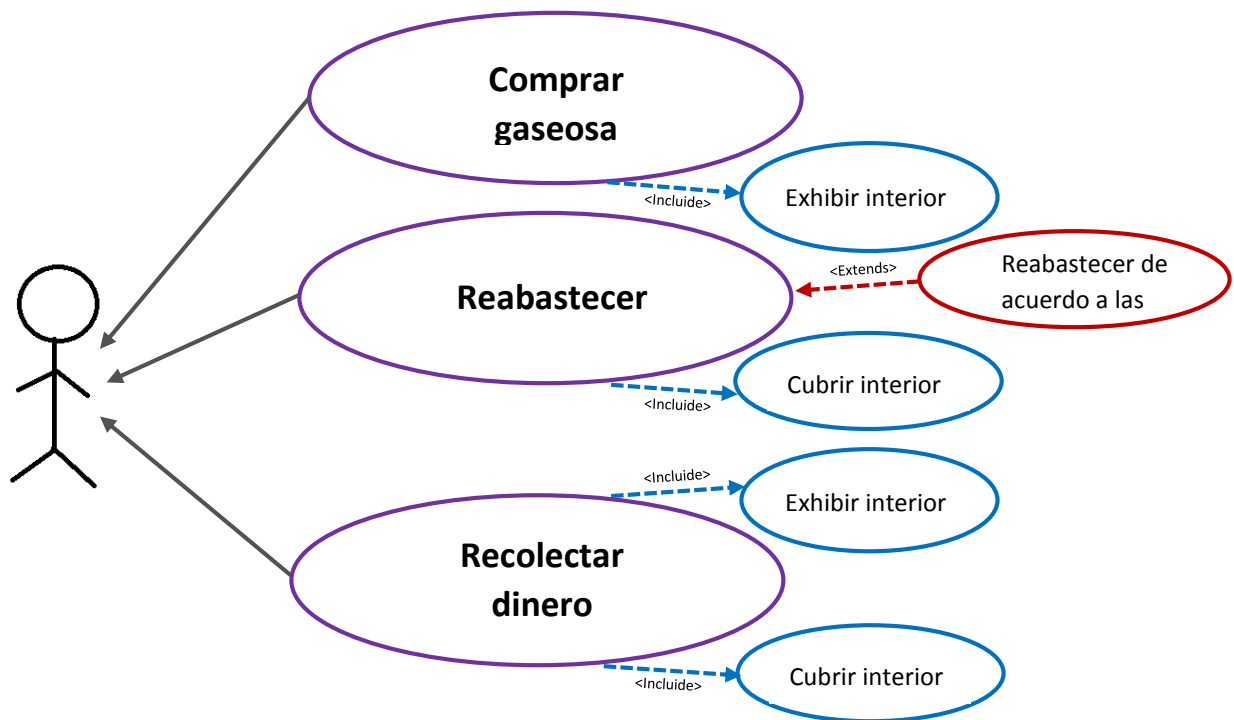 Comprar
gaseosa
<Incluide>
Exhibir interior
Reabastecer
<Extends>
Reabastecer de
acuerdo a las
<Incluide>
Cubrir interior
<Incluide>
Exhibir interior
Recolectar
dinero
<Incluide>
Cubrir interior